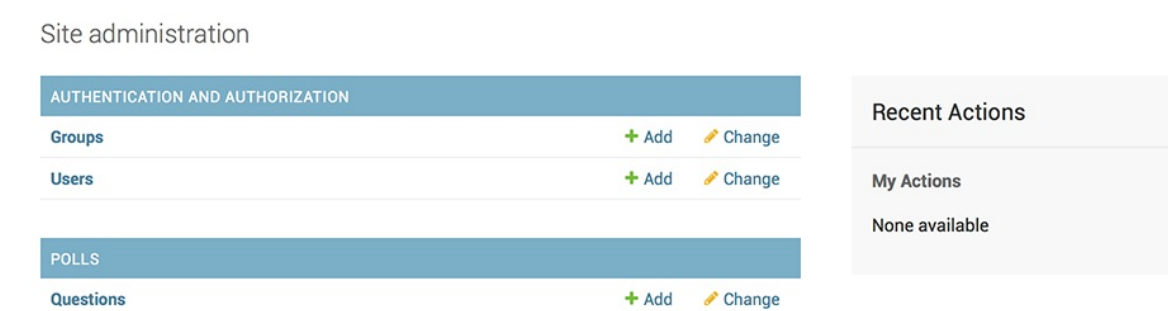 Site administration
AUTHENTICATION AND AUTHORIZATION
Groups Add Change
Users Add Change
POLLS
Questions Add Change
Recent Actions
My Actions
None available